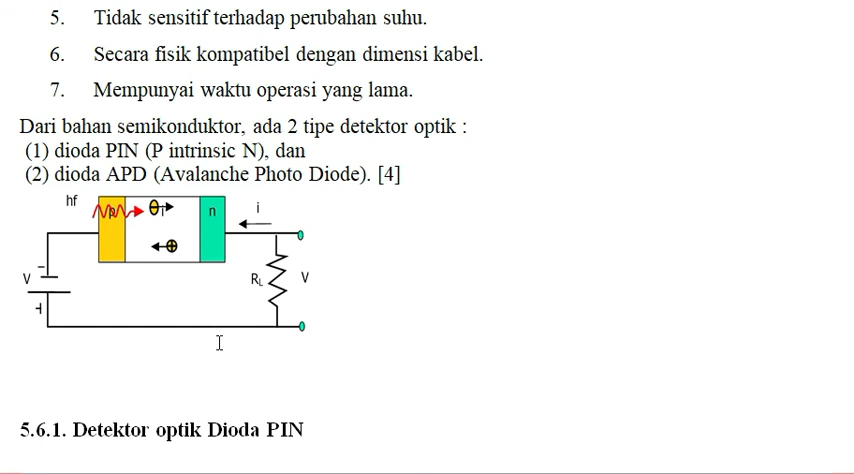 5. Tidak sensitif terhadap perubahan suhu.
6. Secara fisik kompatibel dengan dimensi kabel.
7. Mempunyai waktu operasi yang lama.
Dari bahan semikonduktor, ada 2 tipe detektor optik :
(1) dioda PIN (P intrinsic N), dan
(2) dioda APD (Avalanche Photo Diode). [4]
hf
p
i
n
i
V
RL
V
5.6.1. Detektor optik Dioda PIN